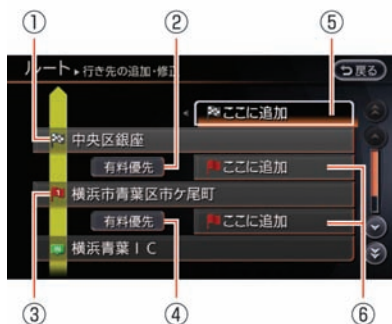 ① ② ⑤
ルート▸行き先の追加・修正
戻る
ここに追加
中央区銀座
有料優先 ここに追加
1 横浜市青葉区市ケ尾町
有料優先 ここに追加
横浜青葉IC
③ ④ ⑥